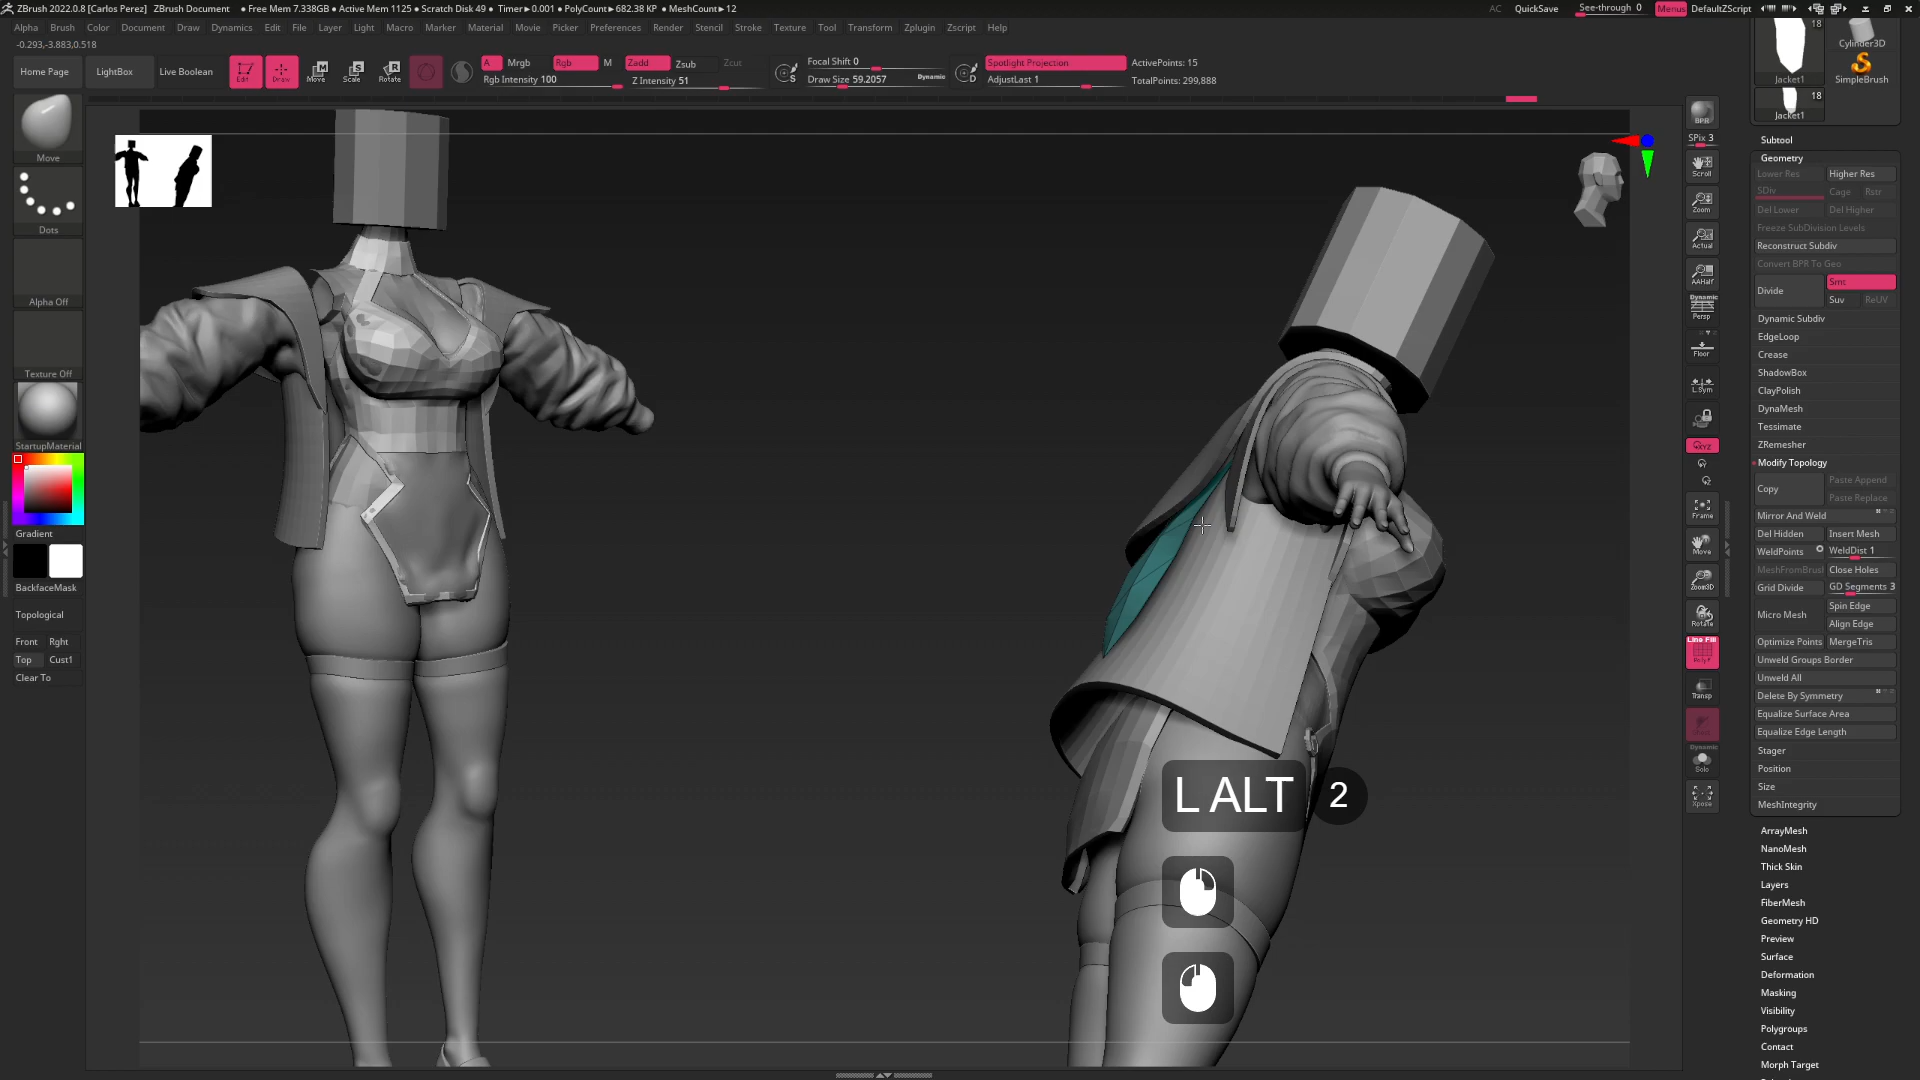 ZBrush 2022.0.8 [Carlos Perez] ZBrush Document ● Free Mem 7.338GB ● Active Mem 1125 ● Scratch Disk 49 ● Timer►0.001 ● PolyCount►682.38 KP ● MeshCount►12
AC QuickSave See-through 0 Menus DefaultZScript
Alpha Brush Color Document Draw Dynamics Edit File Layer Light Macro Marker Material Movie Picker Preferences Render Stencil Stroke Texture Tool Transform Zplugin Zscript Help
-0.293,-3.883,0.518
Home Page LightBox Live Boolean Edit Draw Move Scale Rotate
A Mrgb Rgb M Zadd Zsub Zcut
Rgb Intensity 100 Z Intensity 51
Focal Shift 0
Draw Size 59.2057 Dynamic
Spotlight Projection ActivePoints: 15
AdjustLast 1 TotalPoints: 299,888
Move
Dots
Alpha Off
Texture Off
StartupMaterial
Gradient
BackfaceMask
Topological
Front Rght
Top Cust1
Clear To
L ALT 2
BPR
SPix 3
Scroll
Zoom
Actual
AAHalf
Dynamic
Persp
Floor
L.Sym
XYZ
Frame
Move
Zoom3D
Rotate
Line Fill
PolyF
Transp
Dynamic
Solo
Xpose
18
Jacket1
Cylinder3D
SimpleBrush
18
Jacket1
Subtool
Geometry
Lower Res Higher Res
SDiv Cage Rstr
Del Lower Del Higher
Freeze SubDivision Levels
Reconstruct Subdiv
Convert BPR To Geo
Divide Smt
Suv ReUV
Dynamic Subdiv
EdgeLoop
Crease
ShadowBox
ClayPolish
DynaMesh
Tessimate
ZRemesher
Modify Topology
Copy Paste Append
Paste Replace
Mirror And Weld
Del Hidden Insert Mesh
WeldPoints WeldDist 1
MeshFromBrush Close Holes
Grid Divide GD Segments 3
Micro Mesh Spin Edge
Align Edge
Optimize Points MergeTris
Unweld Groups Border
Unweld All
Delete By Symmetry
Equalize Surface Area
Equalize Edge Length
Stager
Position
Size
MeshIntegrity
ArrayMesh
NanoMesh
Thick Skin
Layers
FiberMesh
Geometry HD
Preview
Surface
Deformation
Masking
Visibility
Polygroups
Contact
Morph Target